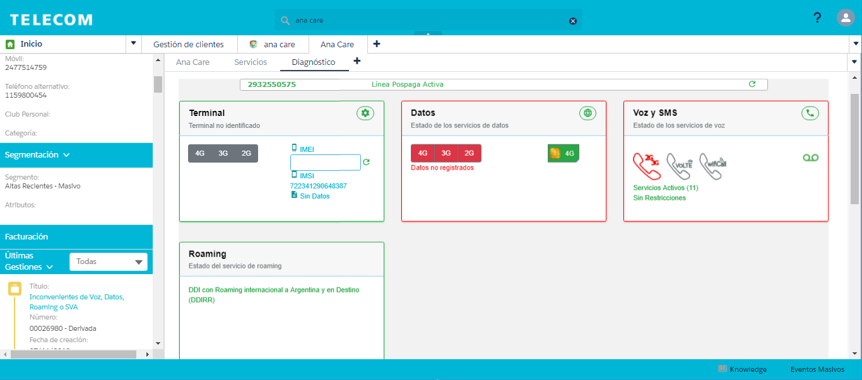 TELECOM
ana care
?
Inicio
Gestión de clientes
ana care
Ana Care
Ana Care
Servicios
Diagnóstico
Móvil:
2477514759
Teléfono alternativo:
1159800454
Club Personal:
Categoría:
Segmentación
Segmento:
Altas Recientes - Masivo
Atributos:
Facturación
Últimas
Gestiones
Todas
Título:
Inconvenientes de Voz, Datos,
Roaming o SVA
Número:
00026980 - Derivada
Fecha de creación:
2932550575
Línea Pospaga Activa
Terminal
Terminal no identificado
4G 3G 2G
IMEI
IMSI
722341290648387
Sin Datos
Datos
Estado de los servicios de datos
4G 3G 2G
4G
Datos no registrados
Voz y SMS
Estado de los servicios de voz
2G 3G
VoLTE
Servicios Activos (11)
Sin Restricciones
Roaming
Estado del servicio de roaming
DDI con Roaming internacional a Argentina y en Destino
(DDIRR)
Knowledge
Eventos Masivos